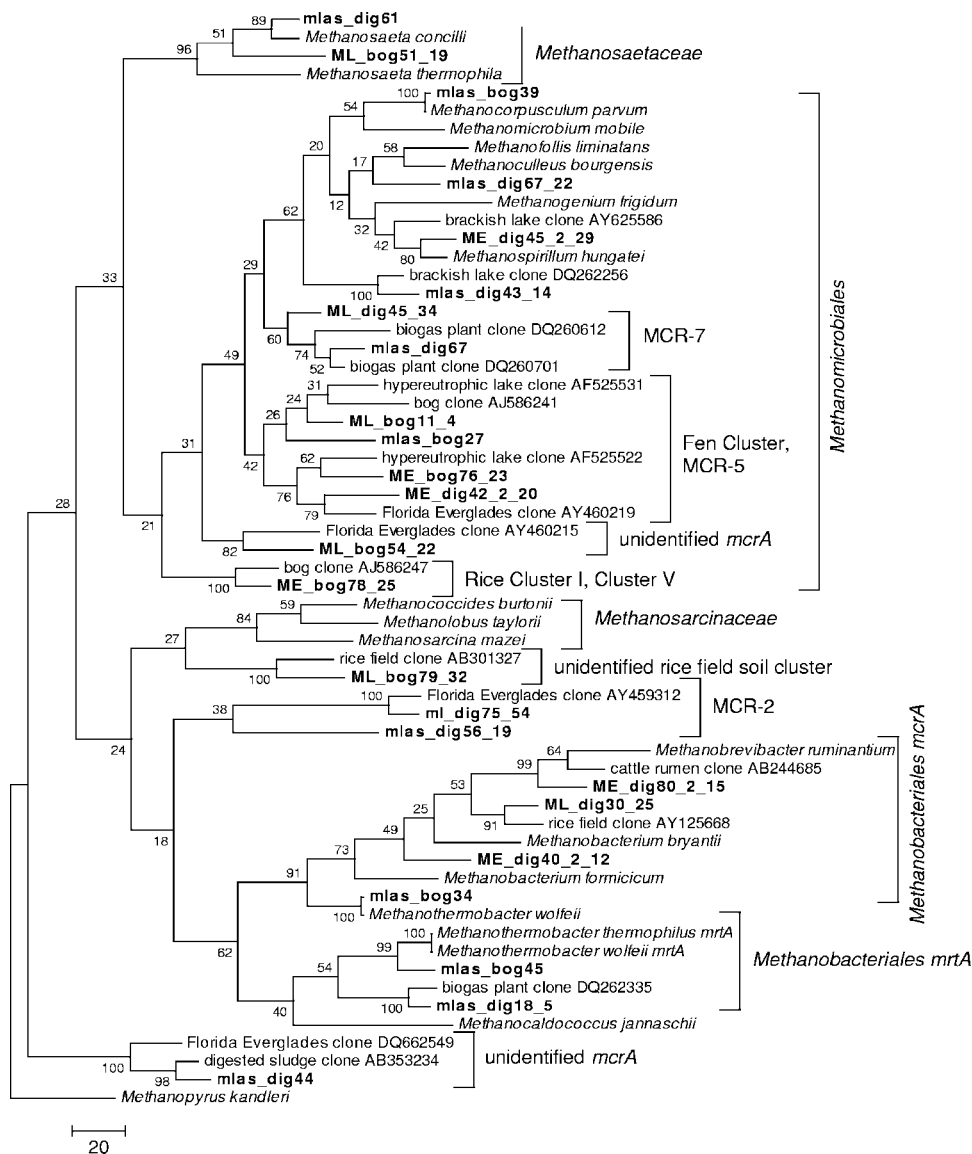 89
mlas_dig61
51
Methanosaeta concilli
96
ML_bog51_19
Methanosaetaceae
Methanosaeta thermophila
100
mlas_bog39
54
Methanocorpusculum parvum
Methanomicrobium mobile
20
58
Methanofollis liminatans
17
Methanoculleus bourgensis
mlas_dig67_22
12
Methanogenium frigidum
62
32
brackish lake clone AY625586
42
ME_dig45_2_29
80
Methanospirillum hungatei
29
brackish lake clone DQ262256
33
100
mlas_dig43_14
Methanomicrobiales
ML_dig45_34
60
biogas plant clone DQ260612
MCR-7
74
mlas_dig67
49
52
biogas plant clone DQ260701
31
hypereutrophic lake clone AF525531
24
bog clone AJ586241
26
ML_bog11_4
mlas_bog27
Fen Cluster,
MCR-5
31
42
62
hypereutrophic lake clone AF525522
ME_bog76_23
76
ME_dig42_2_20
79
Florida Everglades clone AY460219
28
21
Florida Everglades clone AY460215
unidentified mcrA
82
ML_bog54_22
bog clone AJ586247
Rice Cluster I, Cluster V
100
ME_bog78_25
59
Methanococcides burtonii
84
Methanolobus taylorii
Methanosarcinaceae
27
Methanosarcina mazei
rice field clone AB301327
unidentified rice field soil cluster
100
ML_bog79_32
100
Florida Everglades clone AY459312
38
ml_dig75_54
MCR-2
mlas_dig56_19
24
64
Methanobrevibacter ruminantium
99
cattle rumen clone AB244685
53
ME_dig80_2_15
25
ML_dig30_25
91
rice field clone AY125668
Methanobacteriales mcrA
49
Methanobacterium bryantii
18
73
ME_dig40_2_12
91
Methanobacterium formicicum
mlas_bog34
100
Methanothermobacter wolfeii
100
Methanothermobacter thermophilus mrtA
62
99
Methanothermobacter wolfeii mrtA
54
mlas_bog45
Methanobacteriales mrtA
biogas plant clone DQ262335
100
mlas_dig18_5
40
Methanocaldococcus jannaschii
Florida Everglades clone DQ662549
100
digested sludge clone AB353234
unidentified mcrA
98
mlas_dig44
Methanopyrus kandleri
20